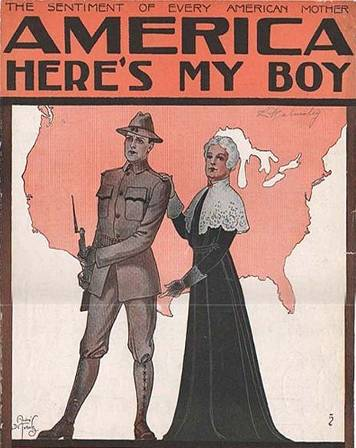 THE SENTIMENT OF EVERY AMERICAN MOTHER
AMERICA
HERE'S MY BOY